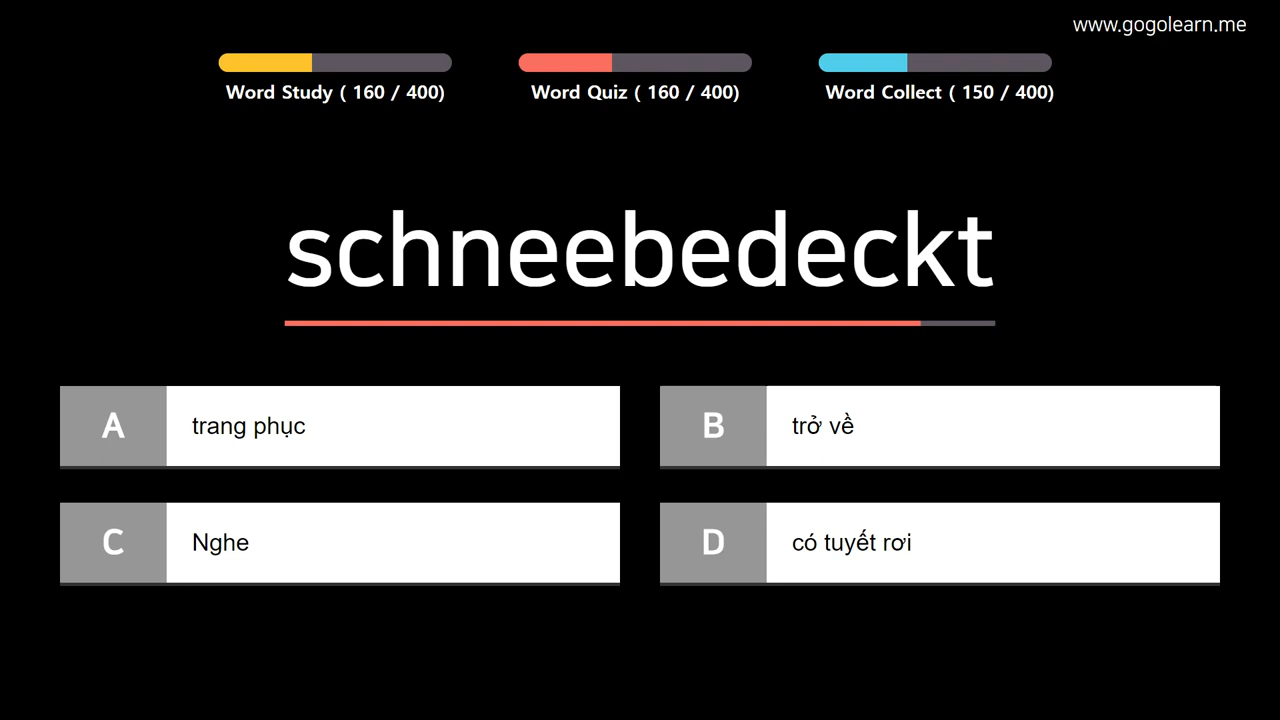 www.gogolearn.me
Word Study ( 160 / 400)
Word Quiz ( 160 / 400)
Word Collect ( 150 / 400)
schneebedeckt
A
trang phục
B
trở về
C
Nghe
D
có tuyết rơi